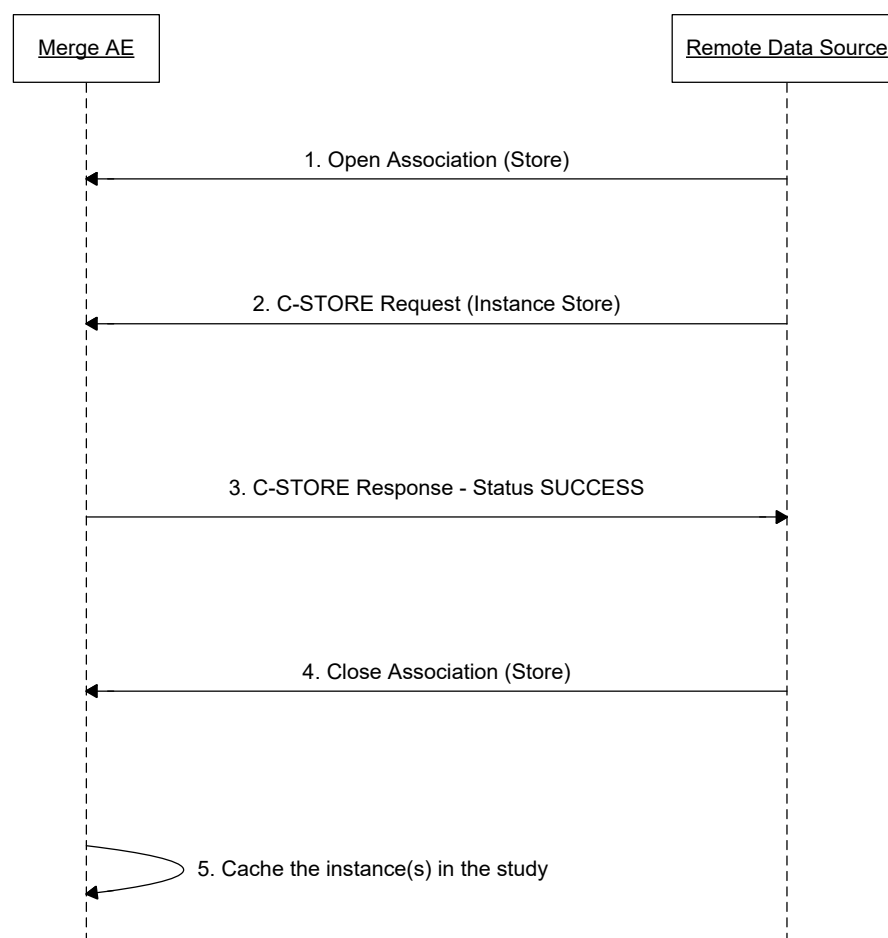 Merge AE
Remote Data Source
1. Open Association (Store)
2. C-STORE Request (Instance Store)
3. C-STORE Response - Status SUCCESS
4. Close Association (Store)
5. Cache the instance(s) in the study